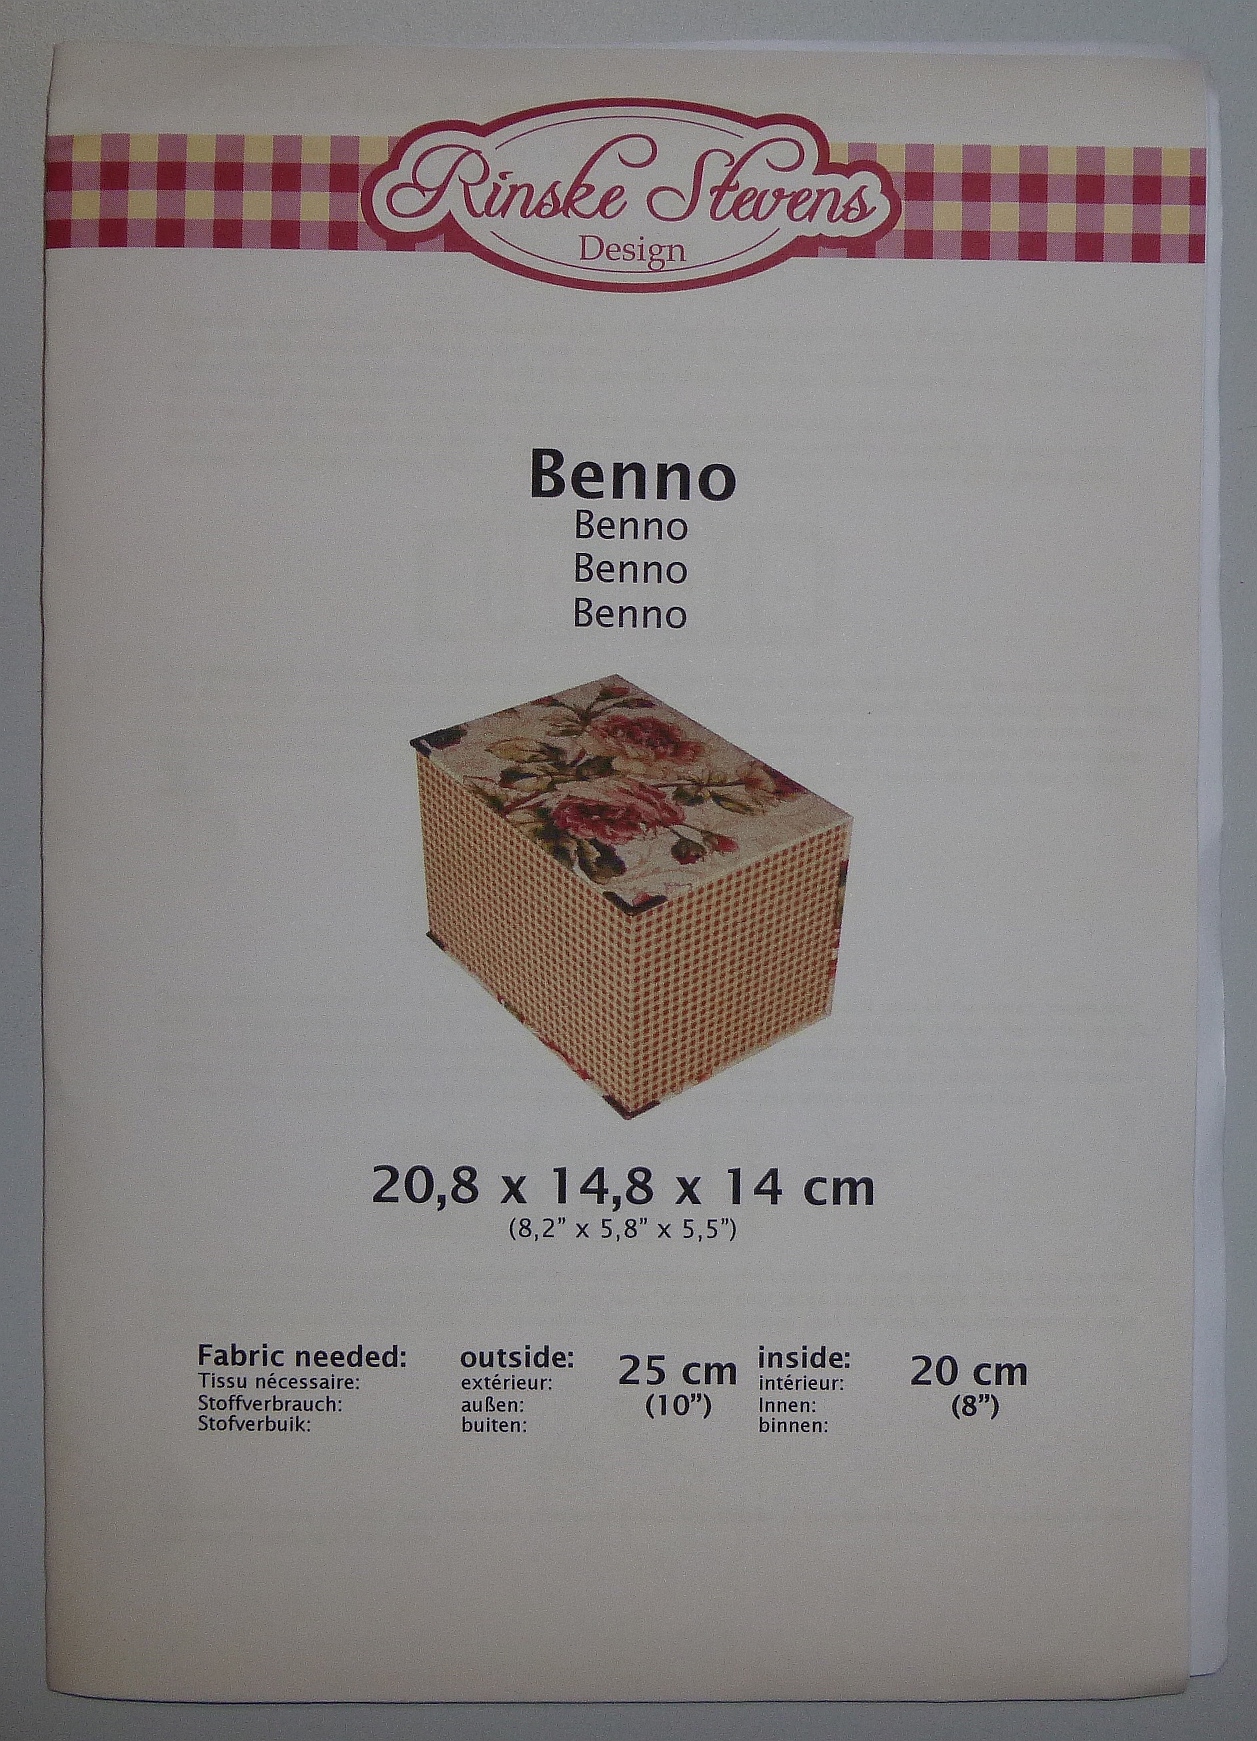 Rinske Stevens
Design
Benno
Benno
Benno
Benno
20,8 x 14,8 x 14 cm
(8,2” x 5,8” x 5,5”)
Fabric needed:
Tissu nécessaire:
Stoffverbrauch:
Stofverbuik:
outside:
extérieur:
außen:
buiten:
25 cm
(10”)
inside:
intérieur:
Innen:
binnen:
20 cm
(8”)